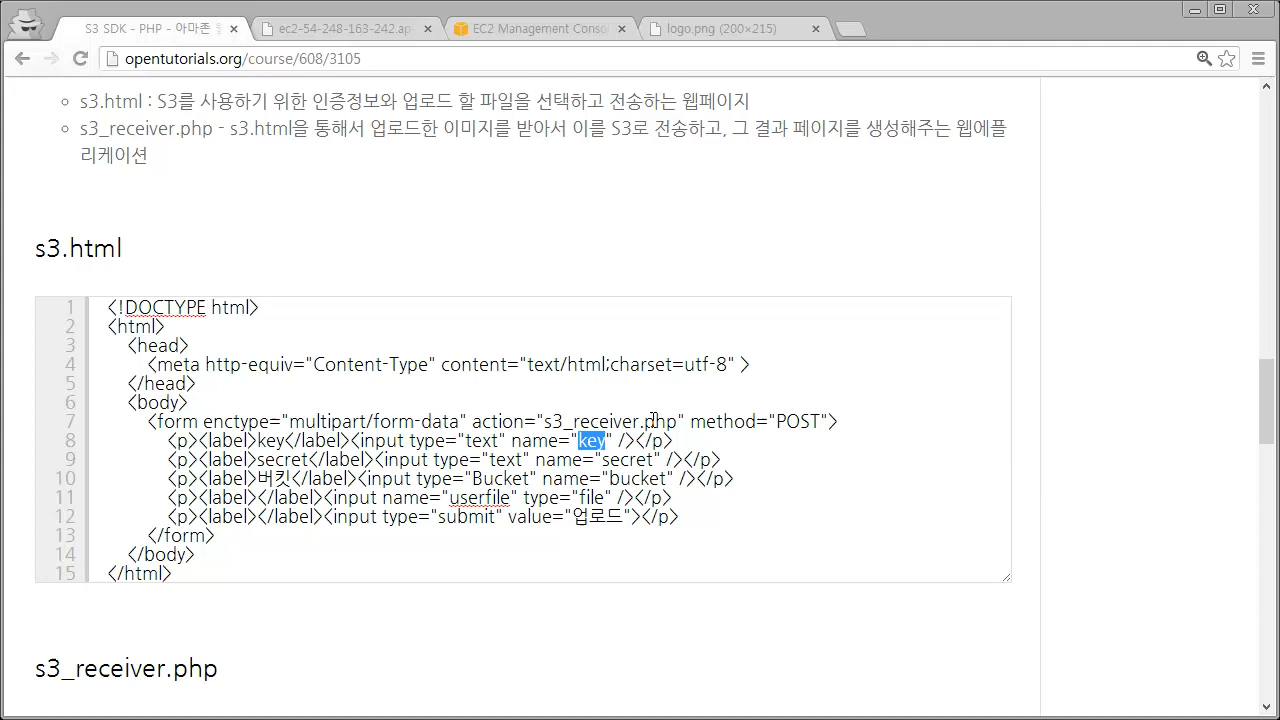 S3 SDK - PHP - 아마존
ec2-54-248-163-242.ap-
EC2 Management Conso
logo.png (200×215)
opentutorials.org/course/608/3105
s3.html : S3를 사용하기 위한 인증정보와 업로드 할 파일을 선택하고 전송하는 웹페이지
s3_receiver.php - s3.html을 통해서 업로드한 이미지를 받아서 이를 S3로 전송하고, 그 결과 페이지를 생성해주는 웹에플
리케이션
s3.html
1 <!DOCTYPE html>
2 <html>
3 <head>
4 <meta http-equiv="Content-Type" content="text/html;charset=utf-8" >
5 </head>
6 <body>
7 <form enctype="multipart/form-data" action="s3_receiver.php" method="POST">
8 <p><label>key</label><input type="text" name="key" /></p>
9 <p><label>secret</label><input type="text" name="secret" /></p>
10 <p><label>버킷</label><input type="Bucket" name="bucket" /></p>
11 <p><label></label><input name="userfile" type="file" /></p>
12 <p><label></label><input type="submit" value="업로드"></p>
13 </form>
14 </body>
15 </html>
s3_receiver.php